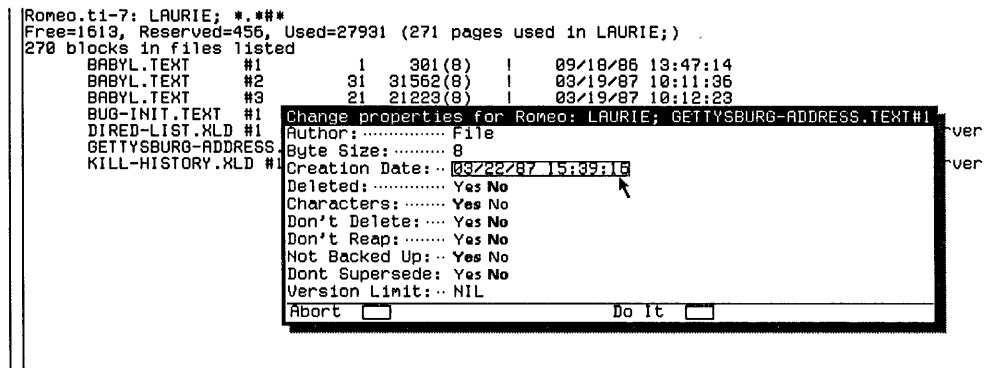 Romeo.ti-7: LAURIE; *.*#*
Free=1613, Reserved=456, Used=27931 (271 pages used in LAURIE;)
270 blocks in files listed
BABYL.TEXT #1 1 301(8) ! 09/18/86 13:47:14
BABYL.TEXT #2 31 31562(8) ! 03/19/87 10:11:36
BABYL.TEXT #3 21 21223(8) ! 03/19/87 10:12:23
BUG-INIT.TEXT #1
DIRED-LIST.XLD #1 rver
GETTYSBURG-ADDRESS.
KILL-HISTORY.XLD #1 rver
Change properties for Romeo: LAURIE; GETTYSBURG-ADDRESS.TEXT#1
Author: ............... File
Byte Size: .......... 8
Creation Date: .. 03/22/87 15:39:16
Deleted: ............. Yes No
Characters: ........ Yes No
Don't Delete: .... Yes No
Don't Reap: ........ Yes No
Not Backed Up: .. Yes No
Dont Supersede: Yes No
Version Limit: .. NIL
Abort Do It